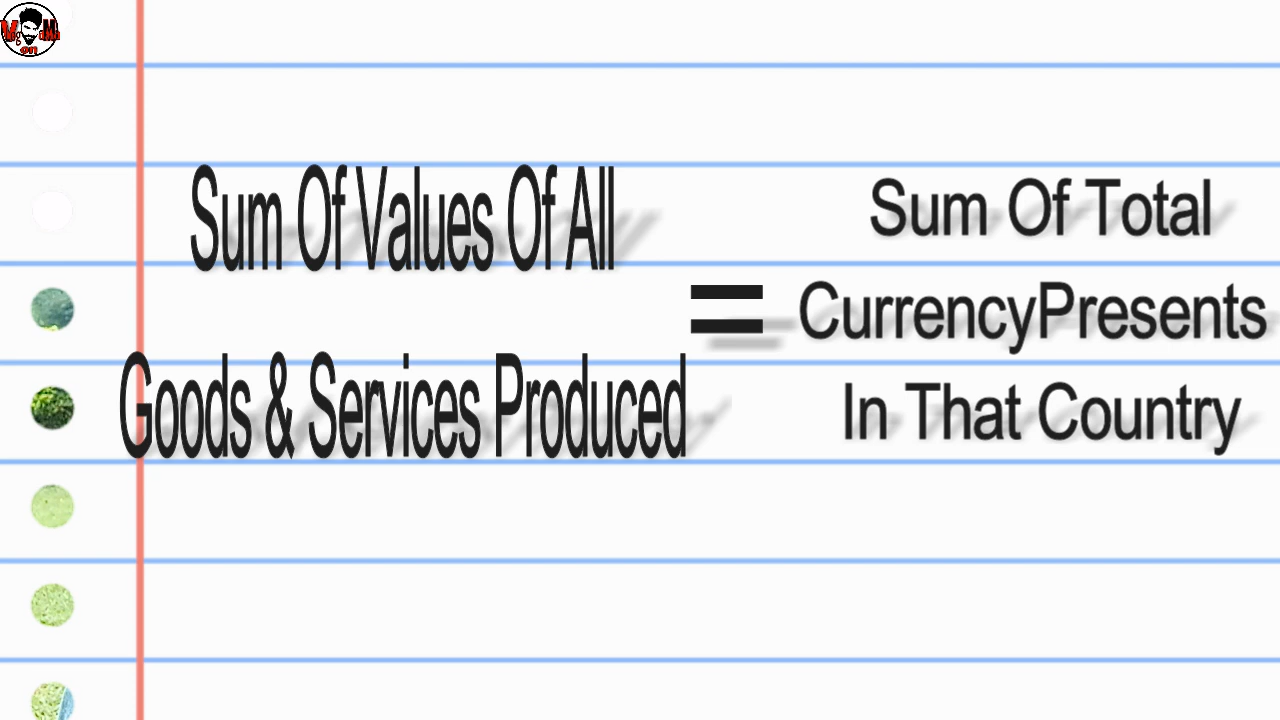 Sum Of Values Of All
Goods & Services Produced
=
Sum Of Total
CurrencyPresents
In That Country